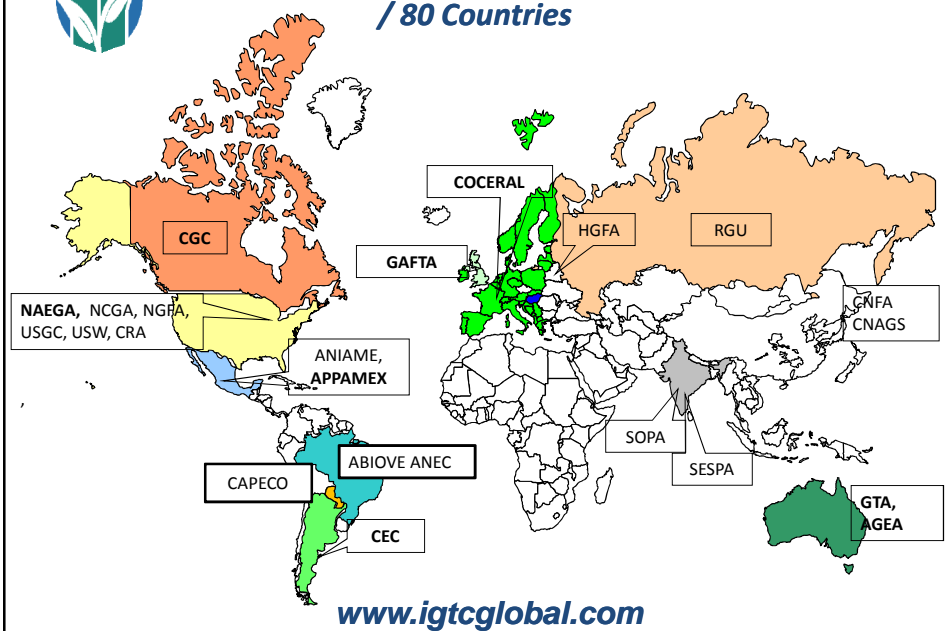 / 80 Countries
COCERAL
HGFA
RGU
CGC
GAFTA
NAEGA, NCGA, NGFA,
USGC, USW, CRA
CNFA
CNAGS
ANIAME,
APPAMEX
,
SOPA
ABIOVE ANEC
SESPA
CAPECO
GTA,
AGEA
CEC
www.igtcglobal.com